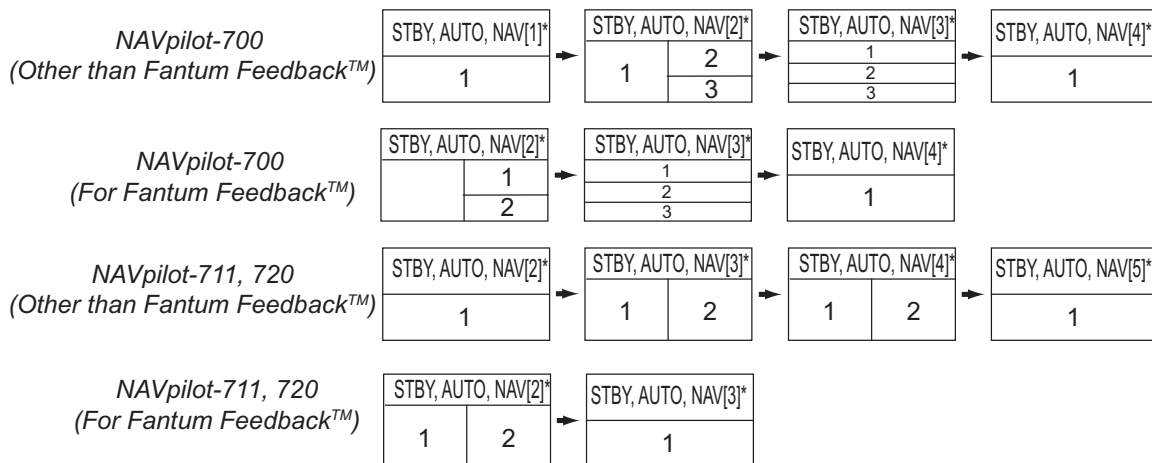 NAVpilot-700
(Other than Fantum Feedback™)
STBY, AUTO, NAV[1]*
1
STBY, AUTO, NAV[2]*
1
2
3
STBY, AUTO, NAV[3]*
1
2
3
STBY, AUTO, NAV[4]*
1
NAVpilot-700
(For Fantum Feedback™)
STBY, AUTO, NAV[2]*
1
2
STBY, AUTO, NAV[3]*
1
2
3
STBY, AUTO, NAV[4]*
1
NAVpilot-711, 720
(Other than Fantum Feedback™)
STBY, AUTO, NAV[2]*
1
STBY, AUTO, NAV[3]*
1 2
STBY, AUTO, NAV[4]*
1 2
STBY, AUTO, NAV[5]*
1
NAVpilot-711, 720
(For Fantum Feedback™)
STBY, AUTO, NAV[2]*
1 2
STBY, AUTO, NAV[3]*
1